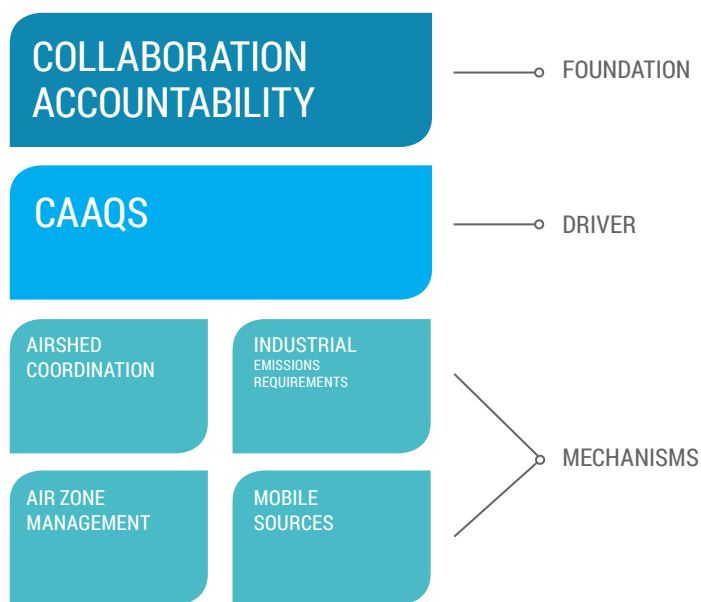 COLLABORATION
ACCOUNTABILITY
FOUNDATION
CAAQS
DRIVER
AIRSHED
COORDINATION
INDUSTRIAL
EMISSIONS
REQUIREMENTS
MECHANISMS
AIR ZONE
MANAGEMENT
MOBILE
SOURCES